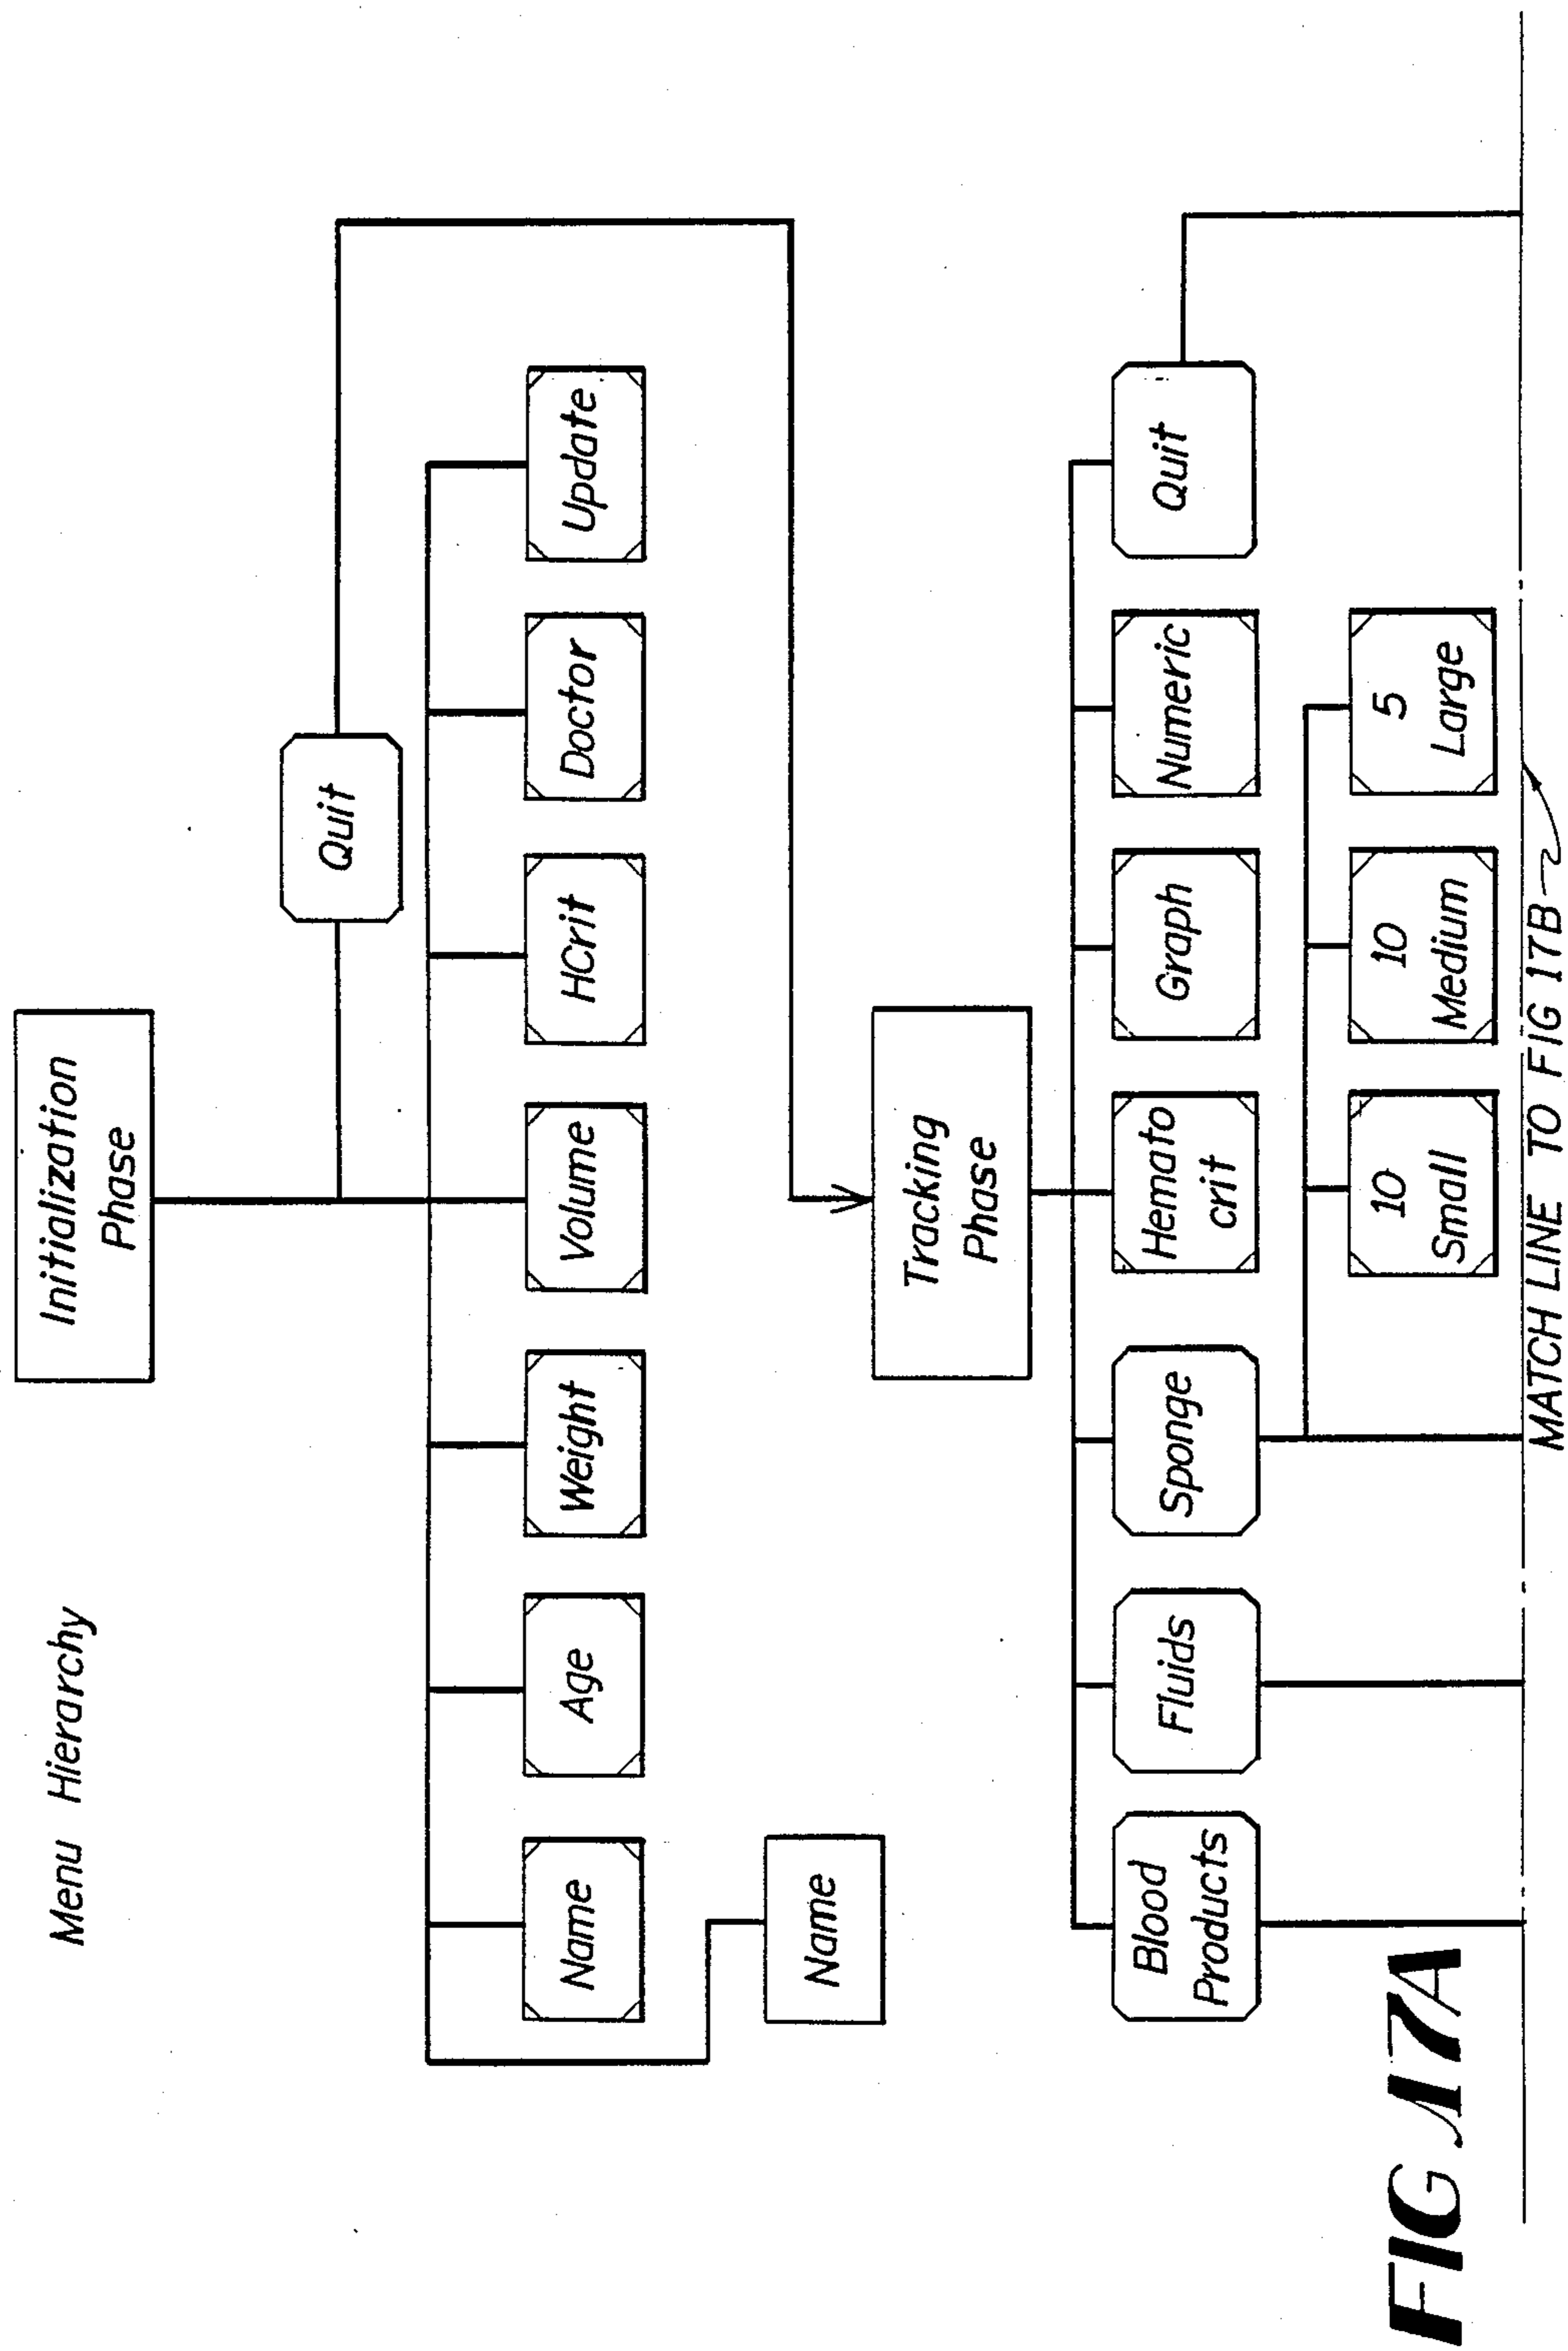 Menu Hierarchy
Initialization
Phase
Quit
Name
Age
Weight
Volume
HCrit
Doctor
Update
Name
Tracking
Phase
Blood
Products
Fluids
Sponge
Hemato
crit
Graph
Numeric
Quit
10
Small
10
Medium
5
Large
MATCH LINE TO FIG 17B
FIG 17A